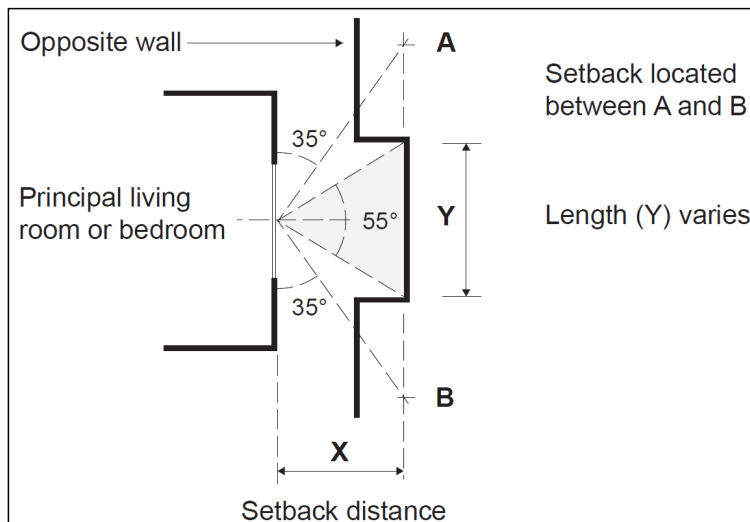 Opposite wall
A
Setback located
between A and B
35°
Principal living
room or bedroom
55°
Y
Length (Y) varies
35°
B
X
Setback distance